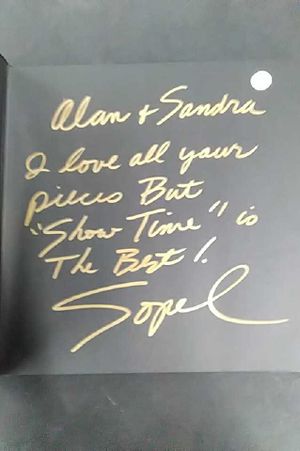 Alan + Sandra
I love all your
pieces But
"Show Time" is
The Best!
Sopel